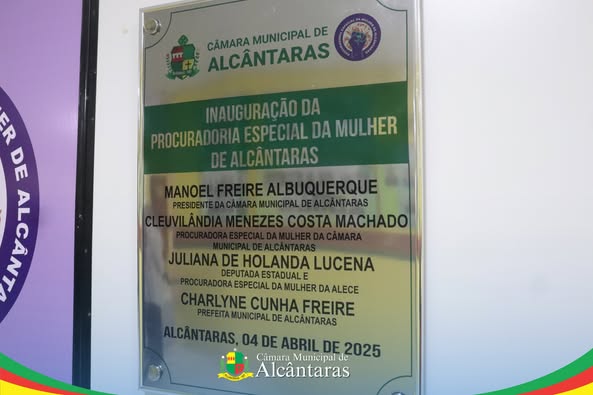 CÂMARA MUNICIPAL DE
ALCÂNTARAS
INAUGURAÇÃO DA
PROCURADORIA ESPECIAL DA MULHER
DE ALCÂNTARAS
MANOEL FREIRE ALBUQUERQUE
PRESIDENTE DA CÂMARA MUNICIPAL DE ALCÂNTARAS
CLEUVILÂNDIA MENEZES COSTA MACHADO
PROCURADORA ESPECIAL DA MULHER DA CÂMARA
MUNICIPAL DE ALCÂNTARAS
JULIANA DE HOLANDA LUCENA
DEPUTADA ESTADUAL E
PROCURADORA ESPECIAL DA MULHER DA ALECE
CHARLYNE CUNHA FREIRE
PREFEITA MUNICIPAL DE ALCÂNTARAS
ALCÂNTARAS, 04 DE ABRIL DE 2025
ER DE ALCÂNTA
Câmara Municipal de
Alcântaras